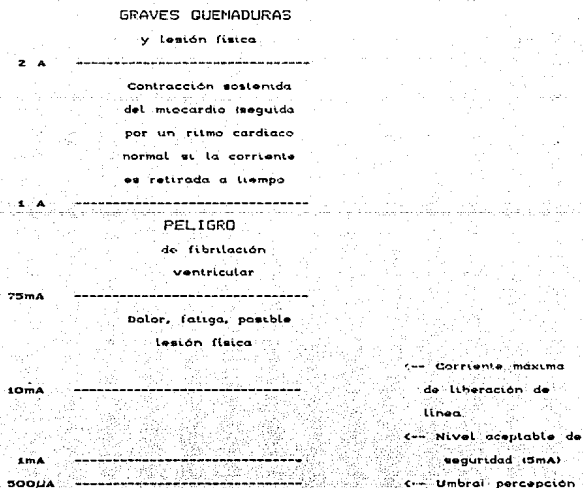 GRAVES QUEMADURAS
y lesión física
2 A --------------------------------
Contracción sostenida
del miocardio (seguida
por un ritmo cardiaco
normal si la corriente
es retirada a tiempo
1 A --------------------------------
PELIGRO
de fibrilación
ventricular
75mA --------------------------------
Dolor, fatiga, posible
lesión física
<-- Corriente máxima
10mA -------------------------------- de liberación de
línea
<-- Nivel aceptable de
1mA -------------------------------- seguridad (5mA)
500µA -------------------------------- <-- Umbral percepción